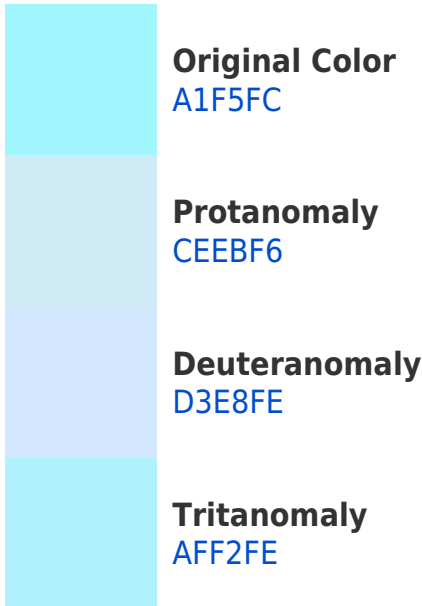 Original Color
A1F5FC
Protanomaly
CEEBF6
Deuteranomaly
D3E8FE
Tritanomaly
AFF2FE